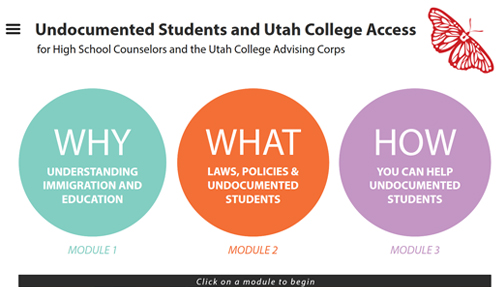 Undocumented Students and Utah College Access
for High School Counselors and the Utah College Advising Corps
WHY
UNDERSTANDING
IMMIGRATION AND
EDUCATION
MODULE 1
WHAT
LAWS, POLICIES &
UNDOCUMENTED
STUDENTS
MODULE 2
HOW
YOU CAN HELP
UNDOCUMENTED
STUDENTS
MODULE 3
Click on a module to begin